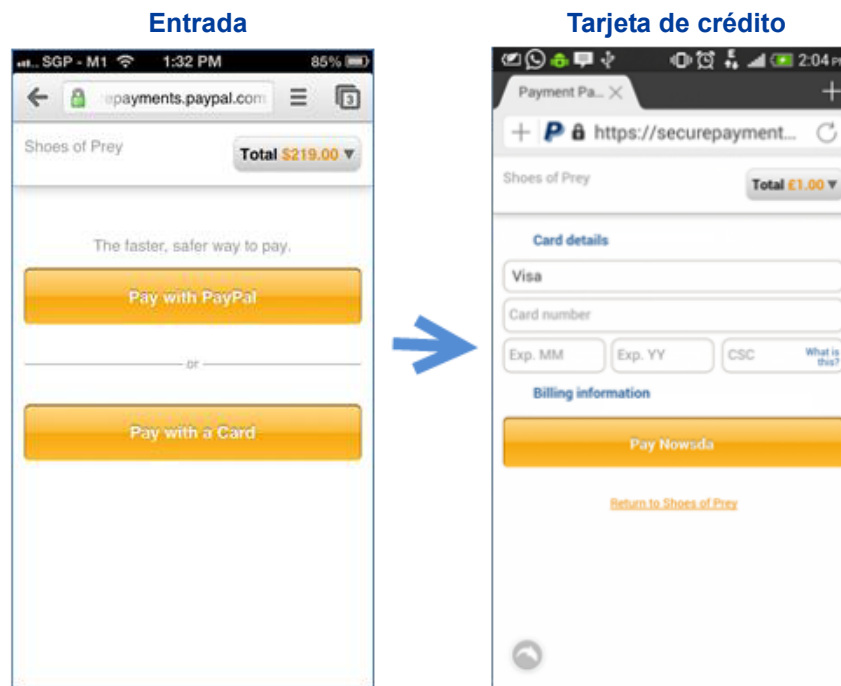 Entrada
SGP - M1 1:32 PM 85%
epayments.paypal.com 3
Shoes of Prey
Total $219.00 ▼
The faster, safer way to pay.
Pay with PayPal
or
Pay with a Card
Tarjeta de crédito
2:04 PM
Payment Pa...
https://securepayment...
Shoes of Prey
Total £1.00 ▼
Card details
Visa
Card number
Exp. MM Exp. YY CSC What is
this?
Billing information
Pay Nowsda
Return to Shoes of Prey